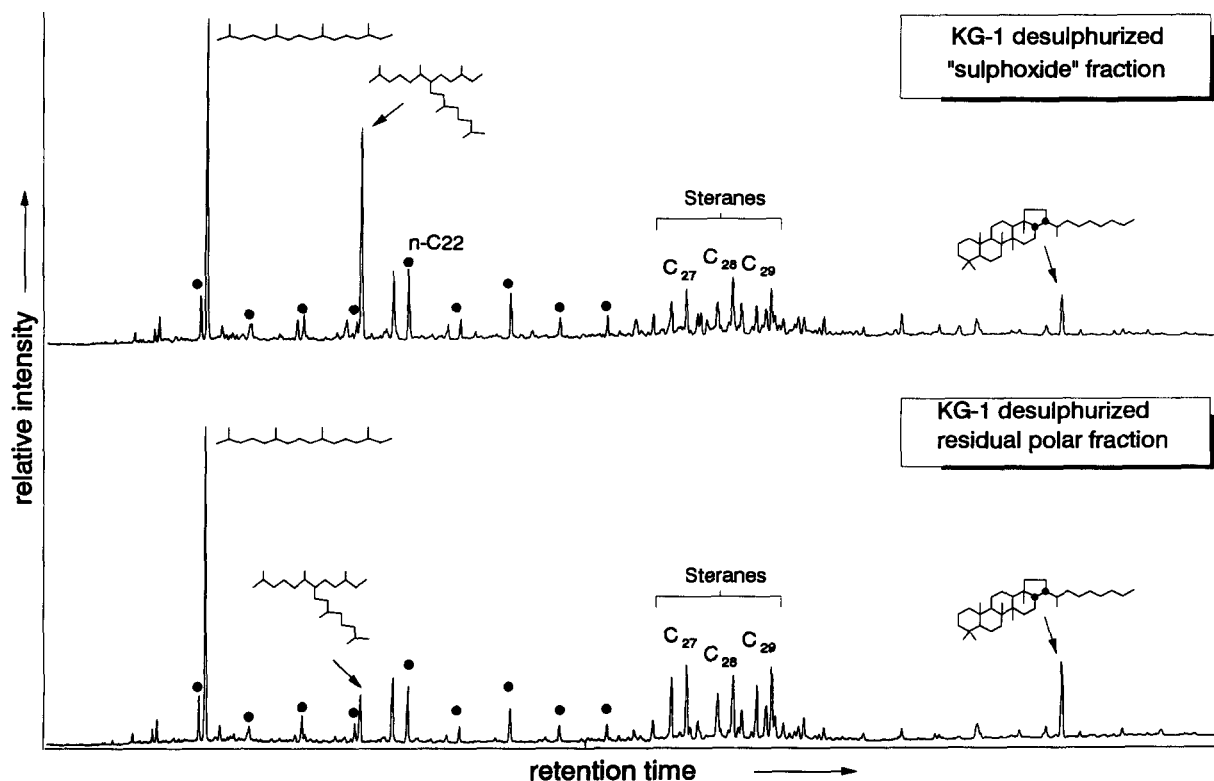 KG-1 desulphurized
"sulphoxide" fraction
n-C22
Steranes
C27
C28
C29
relative intensity
KG-1 desulphurized
residual polar fraction
Steranes
C27
C28
C29
retention time